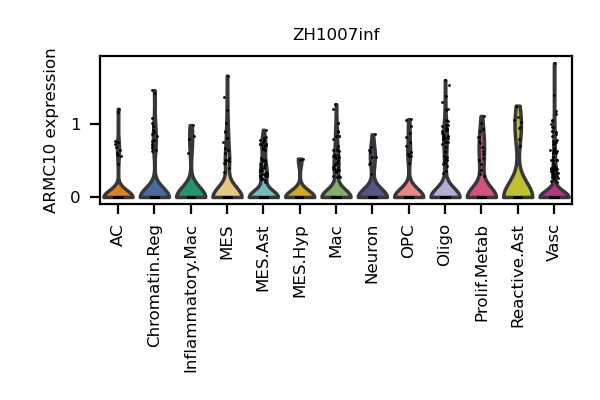 ZH1007inf
ARMC10 expression
1
0
AC
Chromatin.Reg
Inflammatory.Mac
MES
MES.Ast
MES.Hyp
Mac
Neuron
OPC
Oligo
Prolif.Metab
Reactive.Ast
Vasc